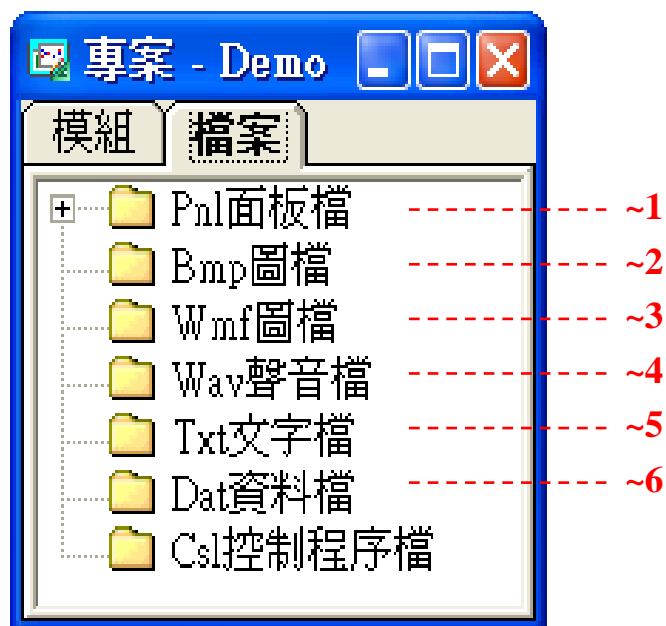 專案 - Demo
模組 檔案
Pnl面板檔 ~1
Bmp圖檔 ~2
Wmf圖檔 ~3
Wav聲音檔 ~4
Txt文字檔 ~5
Dat資料檔 ~6
Csl控制程序檔